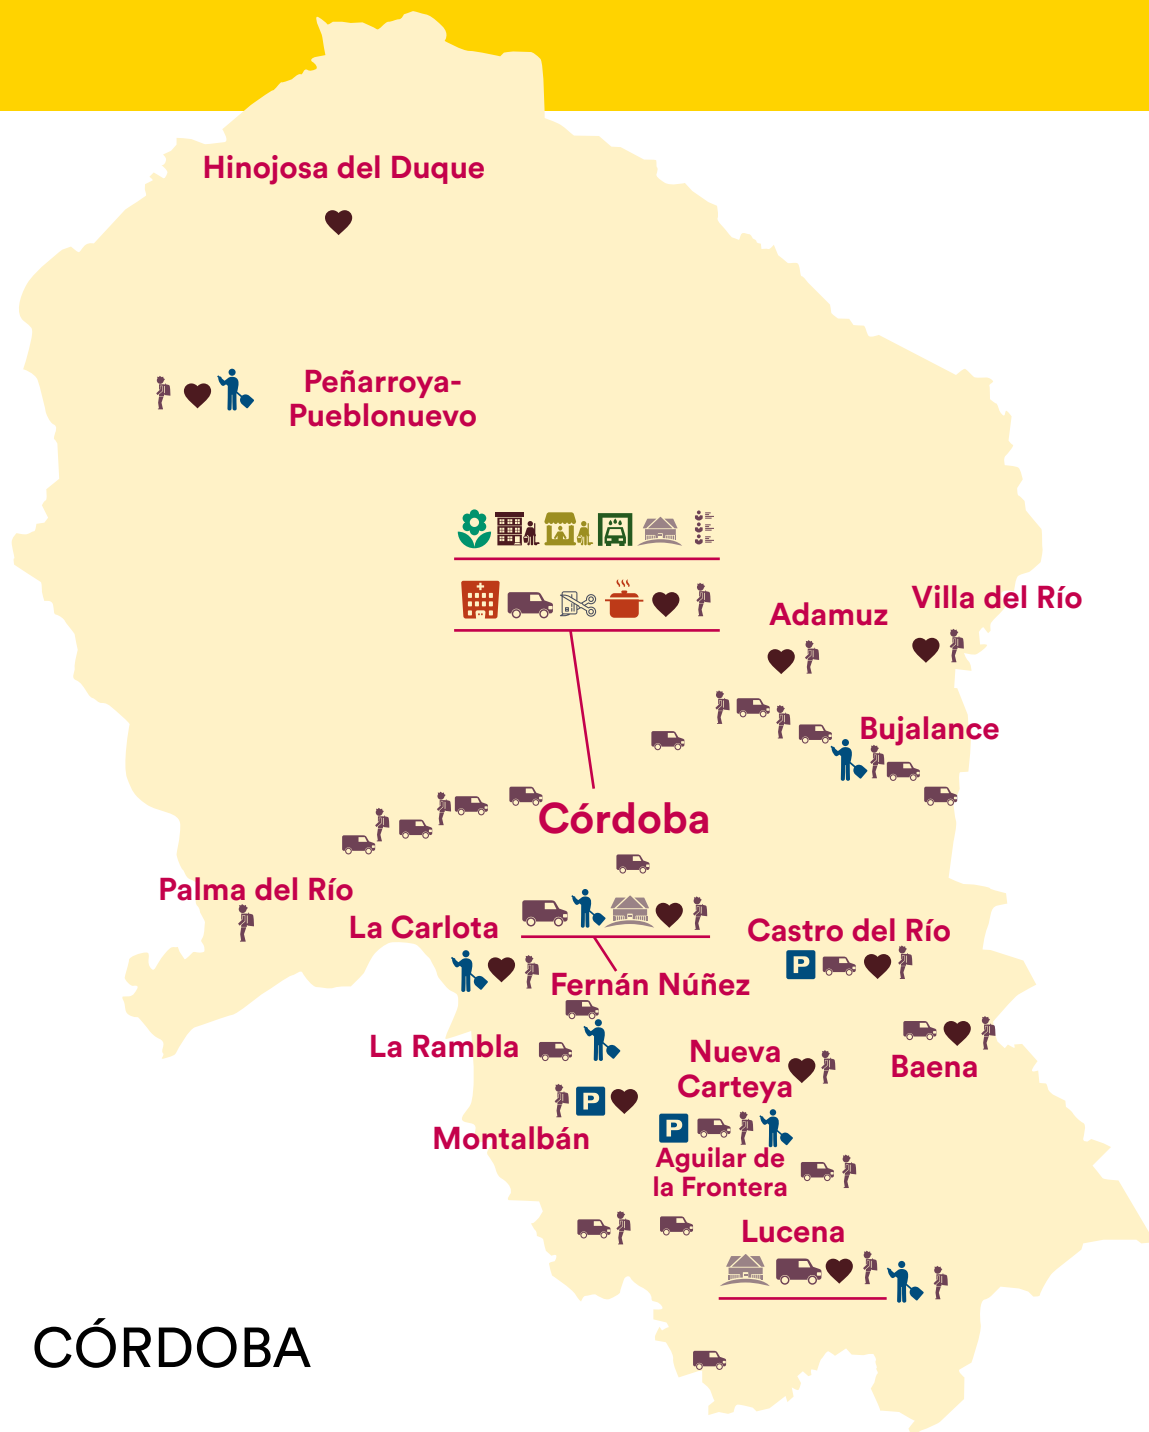 Hinojosa del Duque
Peñarroya-
Pueblonuevo
Villa del Río
Adamuz
Bujalance
Córdoba
Palma del Río
La Carlota
Castro del Río
Fernán Núñez
La Rambla
Nueva
Carteya
Baena
P
P
P
Montalbán
Aguilar de
la Frontera
Lucena
CÓRDOBA